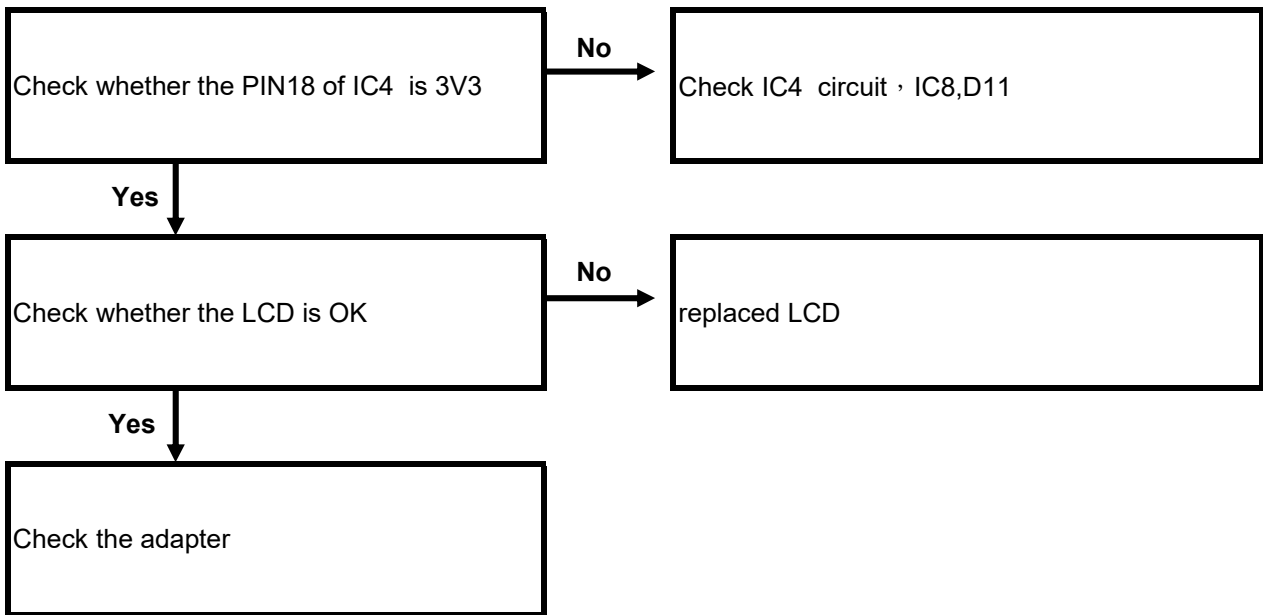 Check whether the PIN18 of IC4  is 3V3
No
Check IC4  circuit，IC8,D11
Yes
Check whether the LCD is OK
No
replaced LCD
Yes
Check the adapter